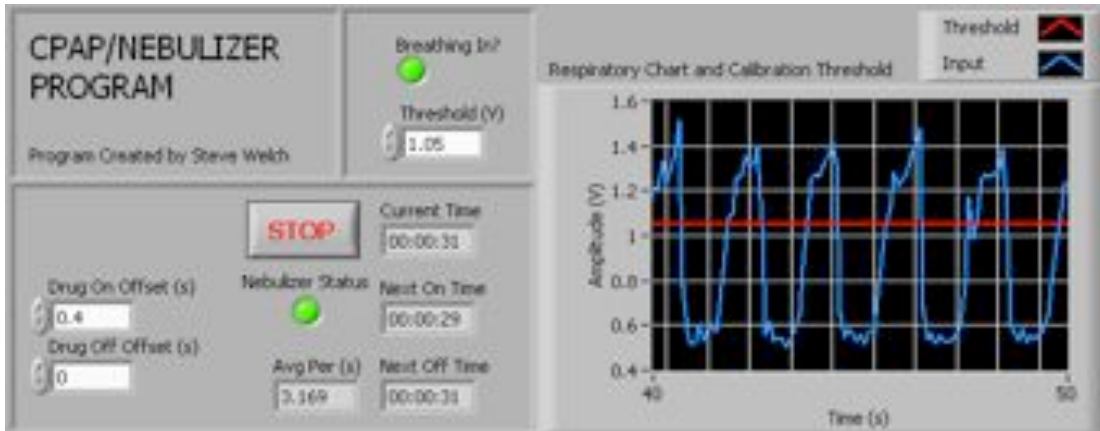 CPAP/NEBULIZER
PROGRAM
Program Created by Steve Welch
Breathing In?
Threshold (V)
1.05
STOP
Current Time
00:00:31
Drug On Offset (s)
0.4
Nebulizer Status
Next On Time
00:00:29
Drug Off Offset (s)
0
Avg Per (s)
3.169
Next Off Time
00:00:31
Respiratory Chart and Calibration Threshold
Threshold
Input
Amplitude (V)
1.6
1.4
1.2
1
0.8
0.6
0.4
40
50
Time (s)